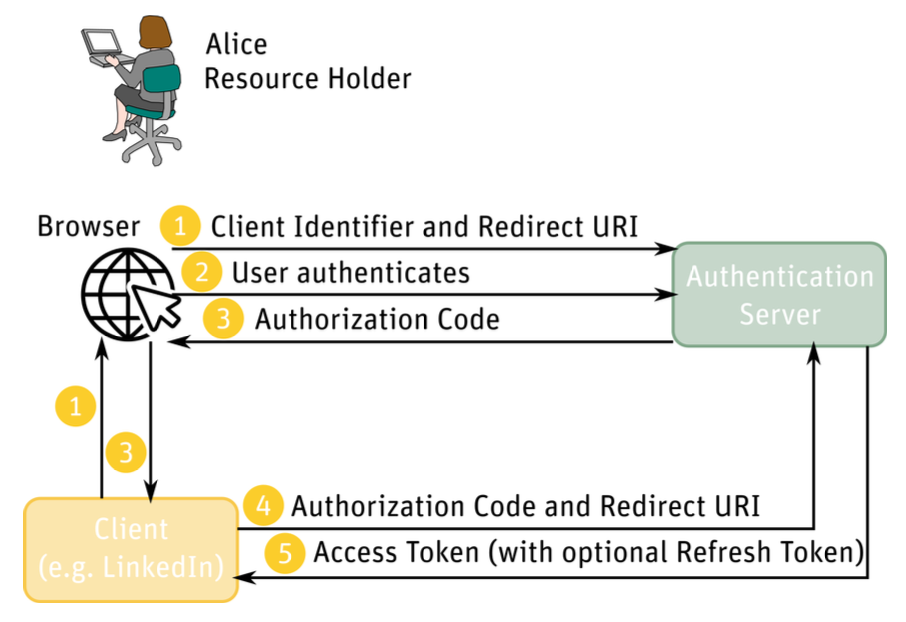 Alice
Resource Holder
Browser
1 Client Identifier and Redirect URI
2 User authenticates
3 Authorization Code
Authentication
Server
1
3
4 Authorization Code and Redirect URI
5 Access Token (with optional Refresh Token)
Client
(e.g. LinkedIn)